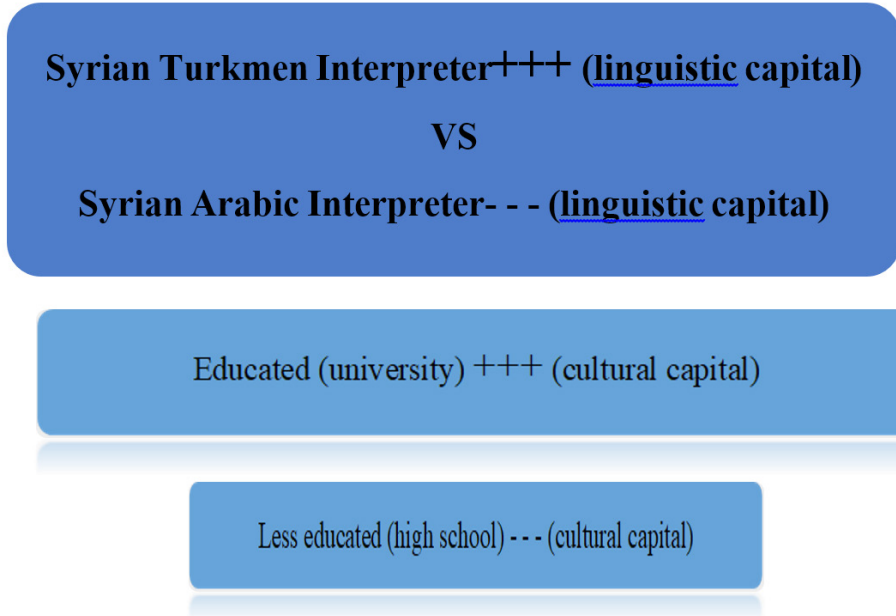 Syrian Turkmen Interpreter+++ (linguistic capital)
VS
Syrian Arabic Interpreter- - - (linguistic capital)
Educated (university) +++ (cultural capital)
Less educated (high school) - - - (cultural capital)